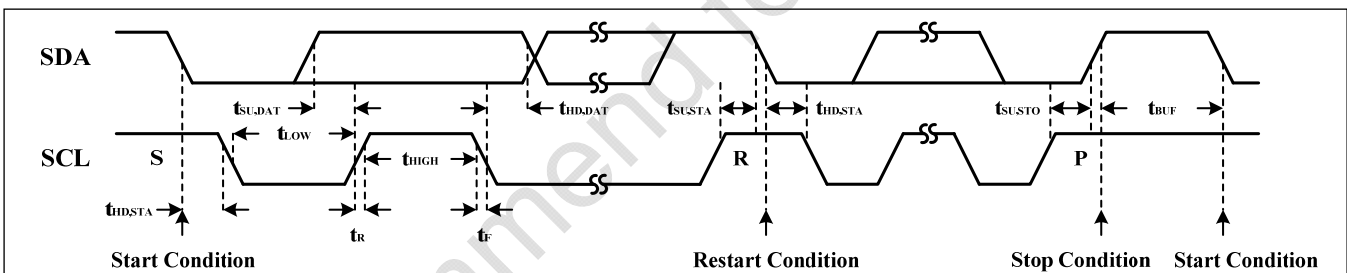 SDA
tSU,DAT tHD,DAT tSU,STA tHD,STA tSU,STO tBUF
tLOW
SCL S tHIGH R P
tHD,STA
tR tF
Start Condition Restart Condition Stop Condition Start Condition